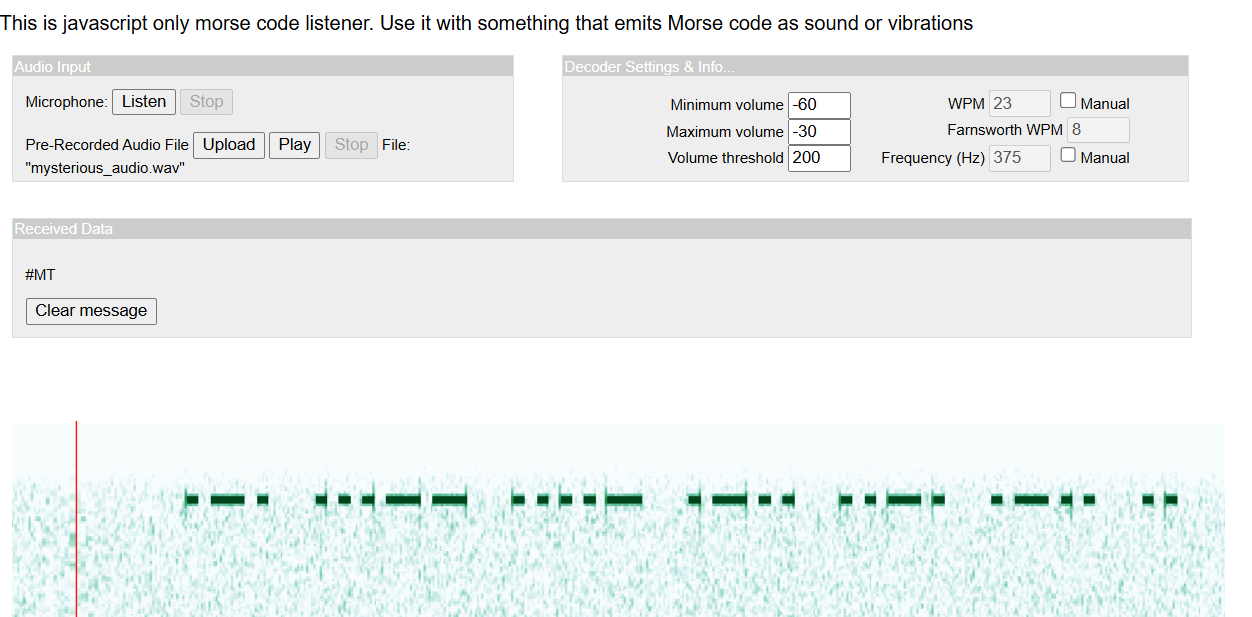 This is javascript only morse code listener. Use it with something that emits Morse code as sound or vibrations
Audio Input
Microphone: Listen Stop
Pre-Recorded Audio File Upload Play Stop File:
"mysterious_audio.wav"
Decoder Settings & Info...
Minimum volume -60 WPM 23 Manual
Maximum volume -30 Farnsworth WPM 8
Volume threshold 200 Frequency (Hz) 375 Manual
Received Data
#MT
Clear message